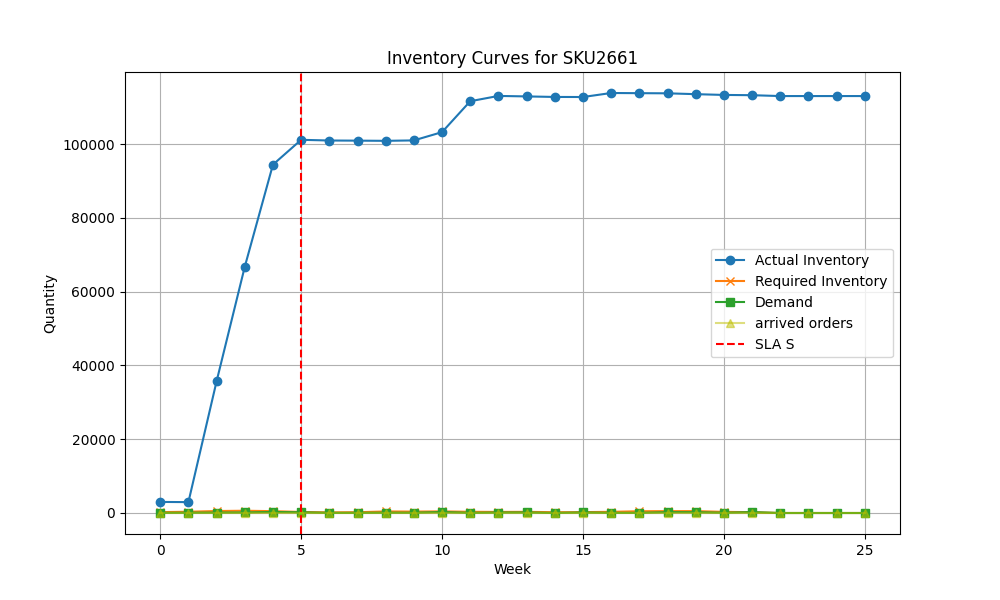 Inventory Curves for SKU2661
100000
80000
60000
40000
20000
0
Quantity
Actual Inventory
Required Inventory
Demand
arrived orders
SLA S
0 5 10 15 20 25
Week